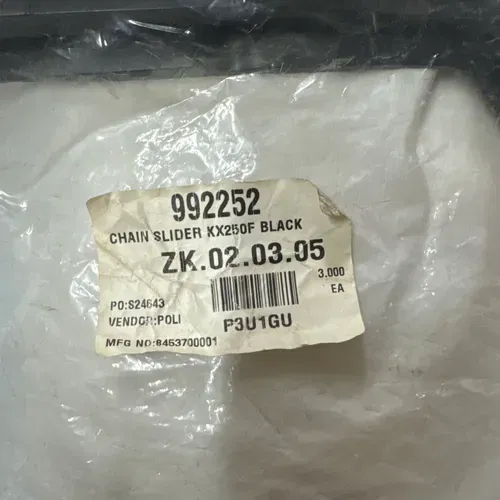 992252
CHAIN SLIDER KX250F BLACK
ZK.02.03.05
3.000
EA
PO:S24643
VENDOR:POLI
P3U1GU
MFG NO:8453700001